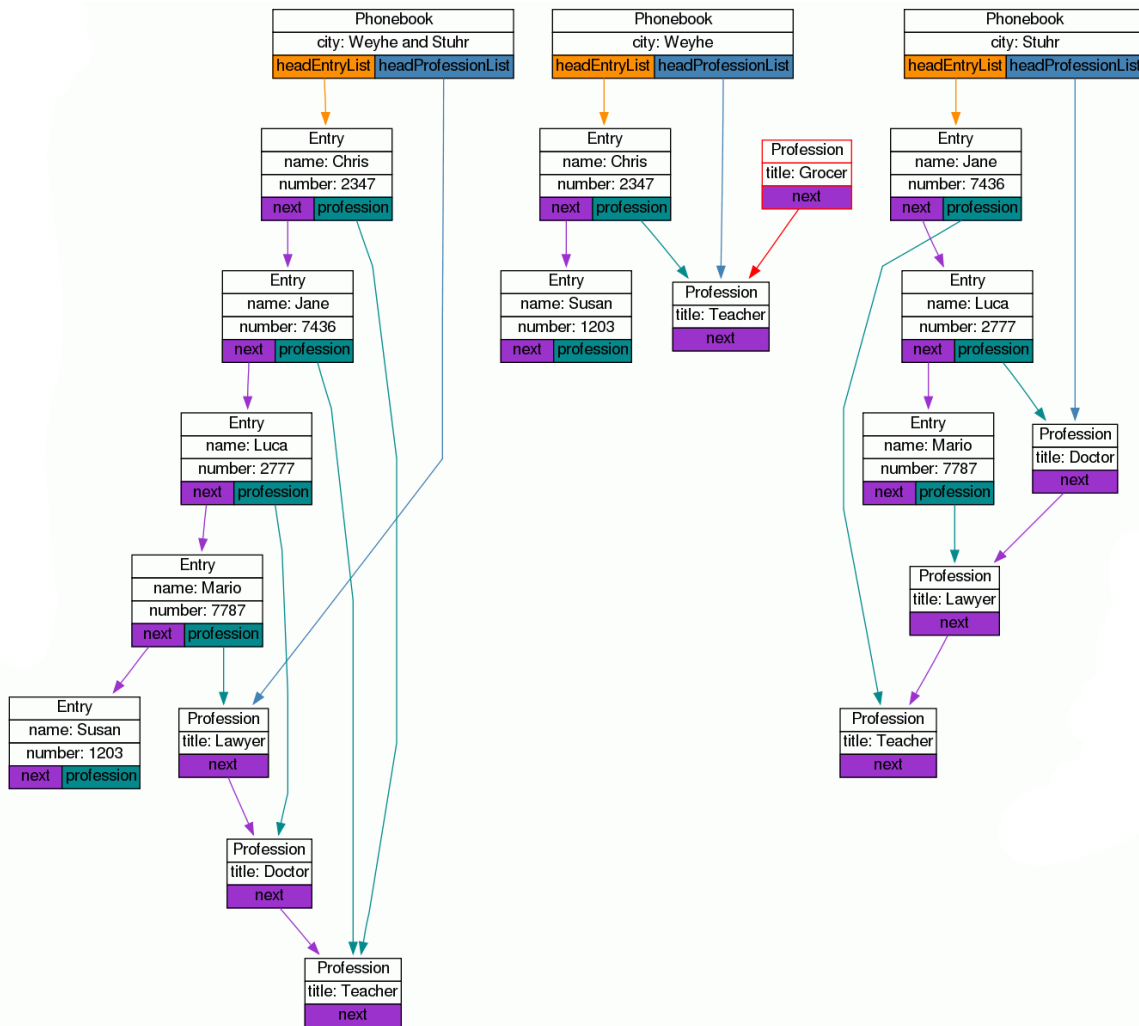 Phonebook
city: Weyhe and Stuhr
headEntryList headProfessionList
Entry
name: Chris
number: 2347
next profession
Entry
name: Jane
number: 7436
next profession
Entry
name: Luca
number: 2777
next profession
Entry
name: Mario
number: 7787
next profession
Entry
name: Susan
number: 1203
next profession
Profession
title: Lawyer
next
Profession
title: Doctor
next
Profession
title: Teacher
next
Phonebook
city: Weyhe
headEntryList headProfessionList
Entry
name: Chris
number: 2347
next profession
Profession
title: Grocer
next
Entry
name: Susan
number: 1203
next profession
Profession
title: Teacher
next
Phonebook
city: Stuhr
headEntryList headProfessionList
Entry
name: Jane
number: 7436
next profession
Entry
name: Luca
number: 2777
next profession
Entry
name: Mario
number: 7787
next profession
Profession
title: Doctor
next
Profession
title: Lawyer
next
Profession
title: Teacher
next